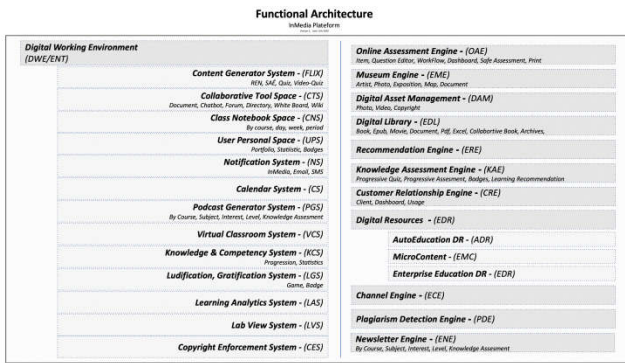 Functional Architecture
InMedia Plateform
Digital Working Environment
(DWE/ENT)
Content Generator System - (FLIX)
REN, SAÉ, Quiz, Video-Quiz
Collaborative Tool Space - (CTS)
Document, Chatbot, Forum, Directory, White Board, Wiki
Class Notebook Space - (CNS)
By course, day, week, period
User Personal Space - (UPS)
Portfolio, Statistic, Badges
Notification System - (NS)
InMedia, Email, SMS
Calendar System - (CS)
Podcast Generator System - (PGS)
By Course, Subject, Interest, Level, Knowledge Assesment
Virtual Classroom System - (VCS)
Knowledge & Competency System - (KCS)
Progression, Statistics
Ludification, Gratification System - (LGS)
Game, Badge
Learning Analytics System - (LAS)
Lab View System - (LVS)
Copyright Enforcement System - (CES)
Online Assessment Engine - (OAE)
Item, Question Editor, WorkFlow, Dashboard, Safe Assessment, Print
Museum Engine - (EME)
Artist, Photo, Exposition, Map, Document
Digital Asset Management - (DAM)
Photo, Video, Copyright
Digital Library - (EDL)
Book, Epub, Movie, Document, Pdf, Excel, Collabortive Book, Archives,
Recommendation Engine - (ERE)
Knowledge Assessment Engine - (KAE)
Progressive Quiz, Progressive Assesment, Badges, Learning Recommendation
Customer Relationship Engine - (CRE)
Client, Dashboard, Usage
Digital Resources - (EDR)
AutoEducation DR - (ADR)
MicroContent - (EMC)
Enterprise Education DR - (EDR)
Channel Engine - (ECE)
Plagiarism Detection Engine - (PDE)
Newsletter Engine - (ENE)
By Course, Subject, Interest, Level, Knowledge Assesment